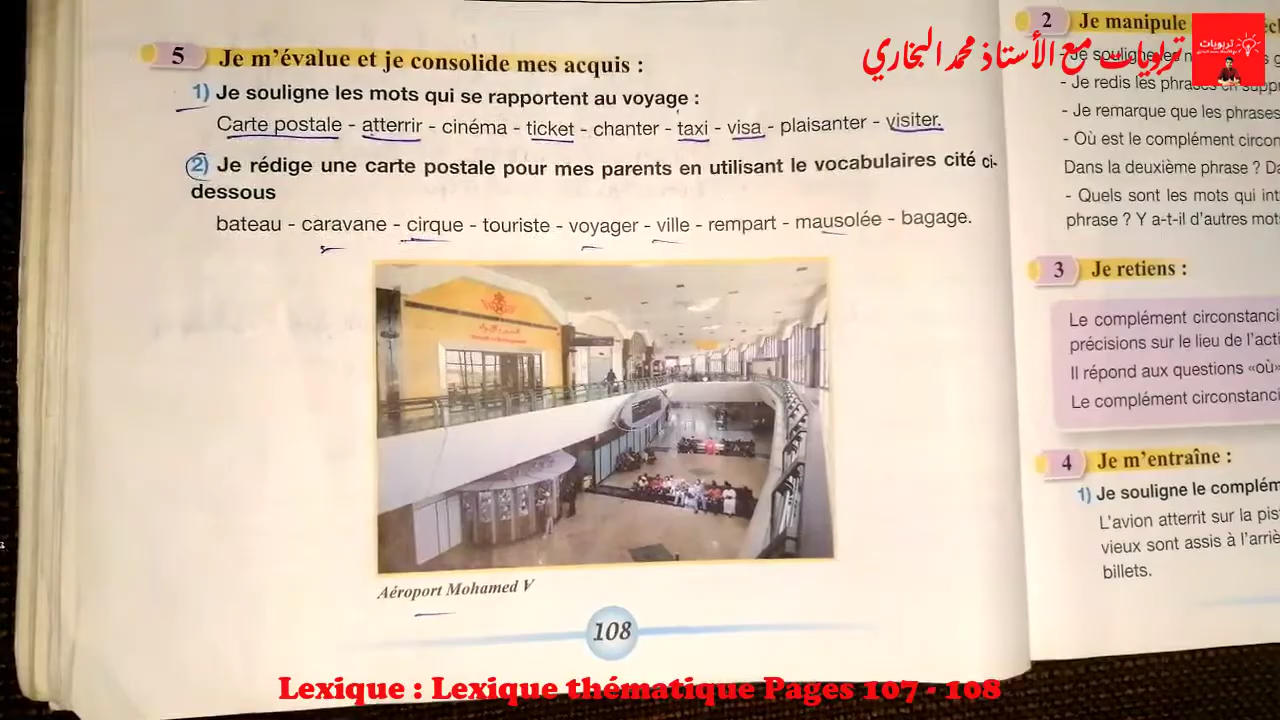 5 Je m'évalue et je consolide mes acquis :
1) Je souligne les mots qui se rapportent au voyage :
Carte postale - atterrir - cinéma - ticket - chanter - taxi - visa - plaisanter - visiter.
2) Je rédige une carte postale pour mes parents en utilisant le vocabulaires cité ci-
dessous
bateau - caravane - cirque - touriste - voyager - ville - rempart - mausolée - bagage.
Aéroport Mohamed V
108
2 Je manipule
Je souligne les
- Je redis les phrases en
- Je remarque que les phrases
- Où est le complément circon
Dans la deuxième phrase ?
- Quels sont les mots qui int
phrase ? Y a-t-il d'autres mot
3 Je retiens :
Le complément circonstanci
précisions sur le lieu de l'acti
Il répond aux questions «où»
Le complément circonstanci
4 Je m'entraîne :
1) Je souligne le complém
L'avion atterrit sur la pis
vieux sont assis à l'arriè
billets.
تربويات مع الأستاذ محمد البخاري
تربويات
Lexique : Lexique thématique Pages 107 - 108